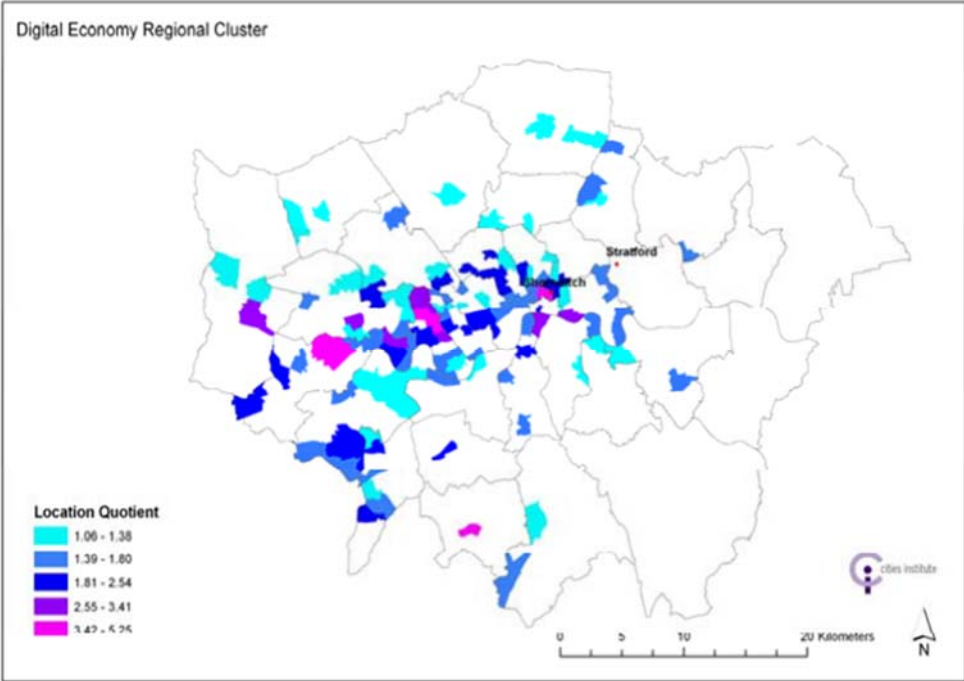 Digital Economy Regional Cluster
Stratford
Shoreditch
Location Quotient
1.06 - 1.38
1.39 - 1.80
1.81 - 2.54
2.55 - 3.41
3.42 - 5.25
cities institute
0 5 10 20 Kilometers
N